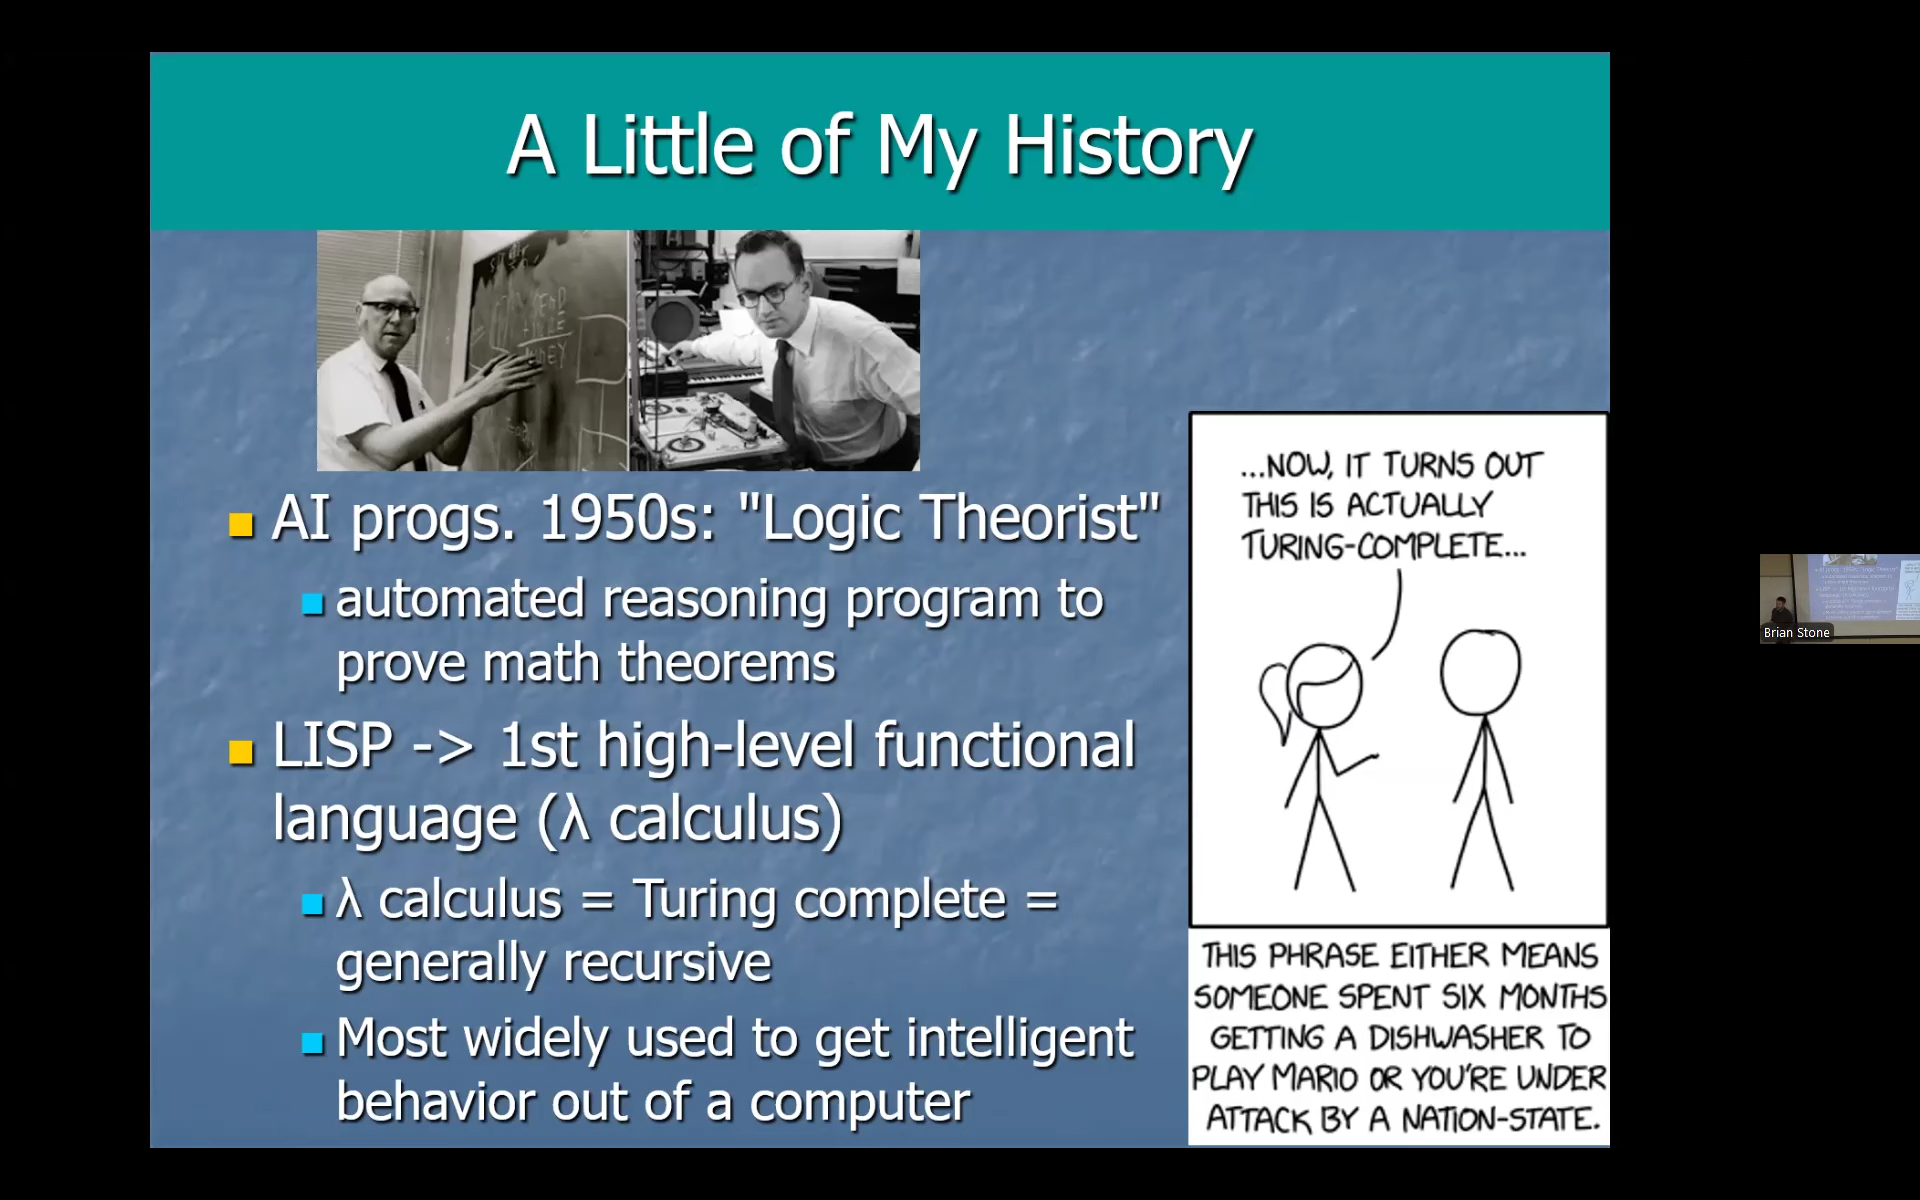 A Little of My History
AI progs. 1950s: "Logic Theorist"
automated reasoning program to
prove math theorems
LISP -> 1st high-level functional
language (λ calculus)
λ calculus = Turing complete =
generally recursive
Most widely used to get intelligent
behavior out of a computer
...NOW, IT TURNS OUT
THIS IS ACTUALLY
TURING-COMPLETE...
THIS PHRASE EITHER MEANS
SOMEONE SPENT SIX MONTHS
GETTING A DISHWASHER TO
PLAY MARIO OR YOU'RE UNDER
ATTACK BY A NATION-STATE.
Brian Stone